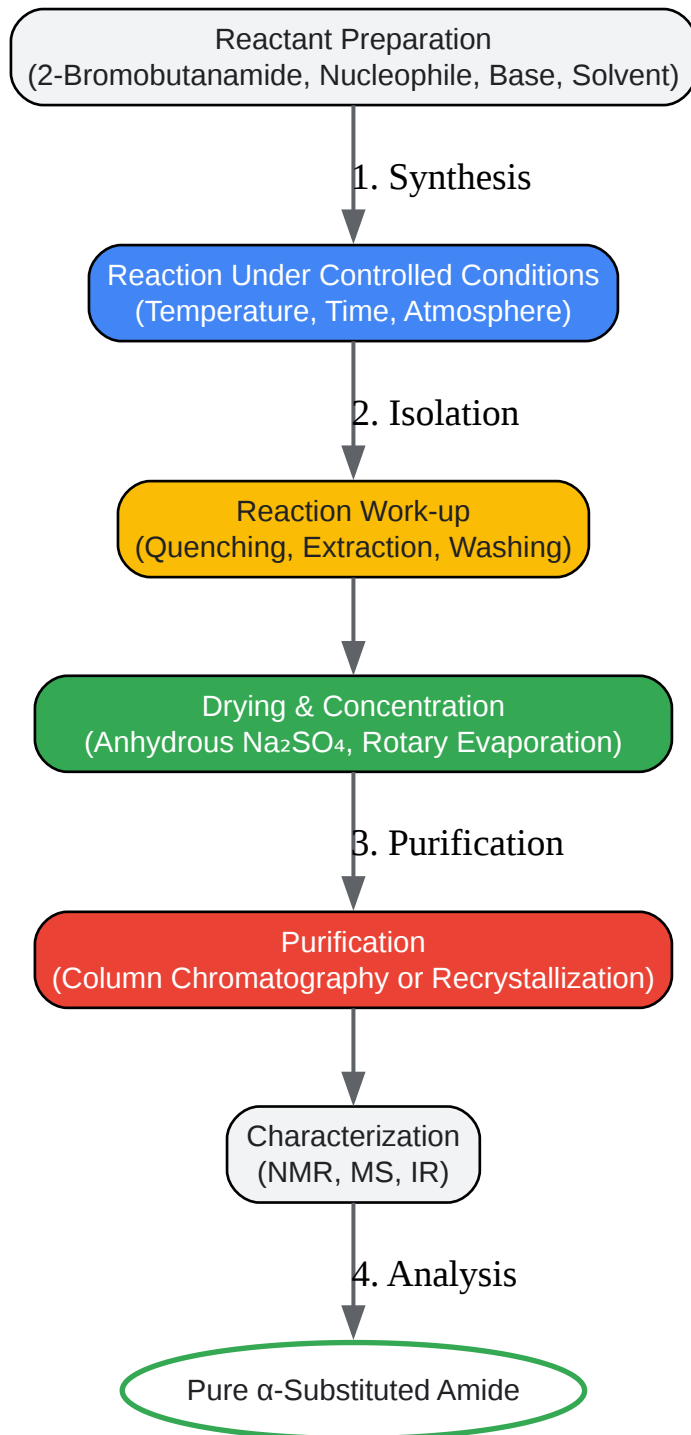 Reactant Preparation
(2-Bromobutanamide, Nucleophile, Base, Solvent)
1. Synthesis
Reaction Under Controlled Conditions
(Temperature, Time, Atmosphere)
2. Isolation
Reaction Work-up
(Quenching, Extraction, Washing)
Drying & Concentration
(Anhydrous Na₂SO₄, Rotary Evaporation)
3. Purification
Purification
(Column Chromatography or Recrystallization)
Characterization
(NMR, MS, IR)
4. Analysis
Pure α-Substituted Amide